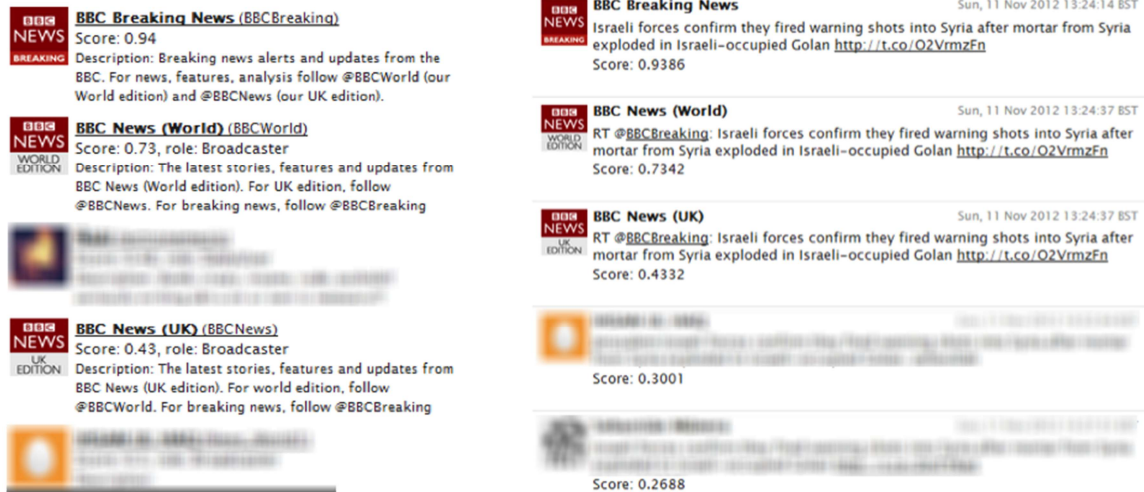 BBC
NEWS
BREAKING
BBC Breaking News (BBCBreaking)
Score: 0.94
Description: Breaking news alerts and updates from the
BBC. For news, features, analysis follow @BBCWorld (our
World edition) and @BBCNews (our UK edition).
BBC
NEWS
WORLD
EDITION
BBC News (World) (BBCWorld)
Score: 0.73, role: Broadcaster
Description: The latest stories, features and updates from
BBC News (World edition). For UK edition, follow
@BBCNews. For breaking news, follow @BBCBreaking
BBC
NEWS
UK
EDITION
BBC News (UK) (BBCNews)
Score: 0.43, role: Broadcaster
Description: The latest stories, features and updates from
BBC News (UK edition). For world edition, follow
@BBCWorld. For breaking news, follow @BBCBreaking
BBC
NEWS
BREAKING
BBC Breaking News
Sun, 11 Nov 2012 13:24:14 BST
Israeli forces confirm they fired warning shots into Syria after mortar from Syria
exploded in Israeli-occupied Golan http://t.co/O2VrmzFn
Score: 0.9386
BBC
NEWS
WORLD
EDITION
BBC News (World)
Sun, 11 Nov 2012 13:24:37 BST
RT @BBCBreaking: Israeli forces confirm they fired warning shots into Syria after
mortar from Syria exploded in Israeli-occupied Golan http://t.co/O2VrmzFn
Score: 0.7342
BBC
NEWS
UK
EDITION
BBC News (UK)
Sun, 11 Nov 2012 13:24:37 BST
RT @BBCBreaking: Israeli forces confirm they fired warning shots into Syria after
mortar from Syria exploded in Israeli-occupied Golan http://t.co/O2VrmzFn
Score: 0.4332
Score: 0.3001
Score: 0.2688